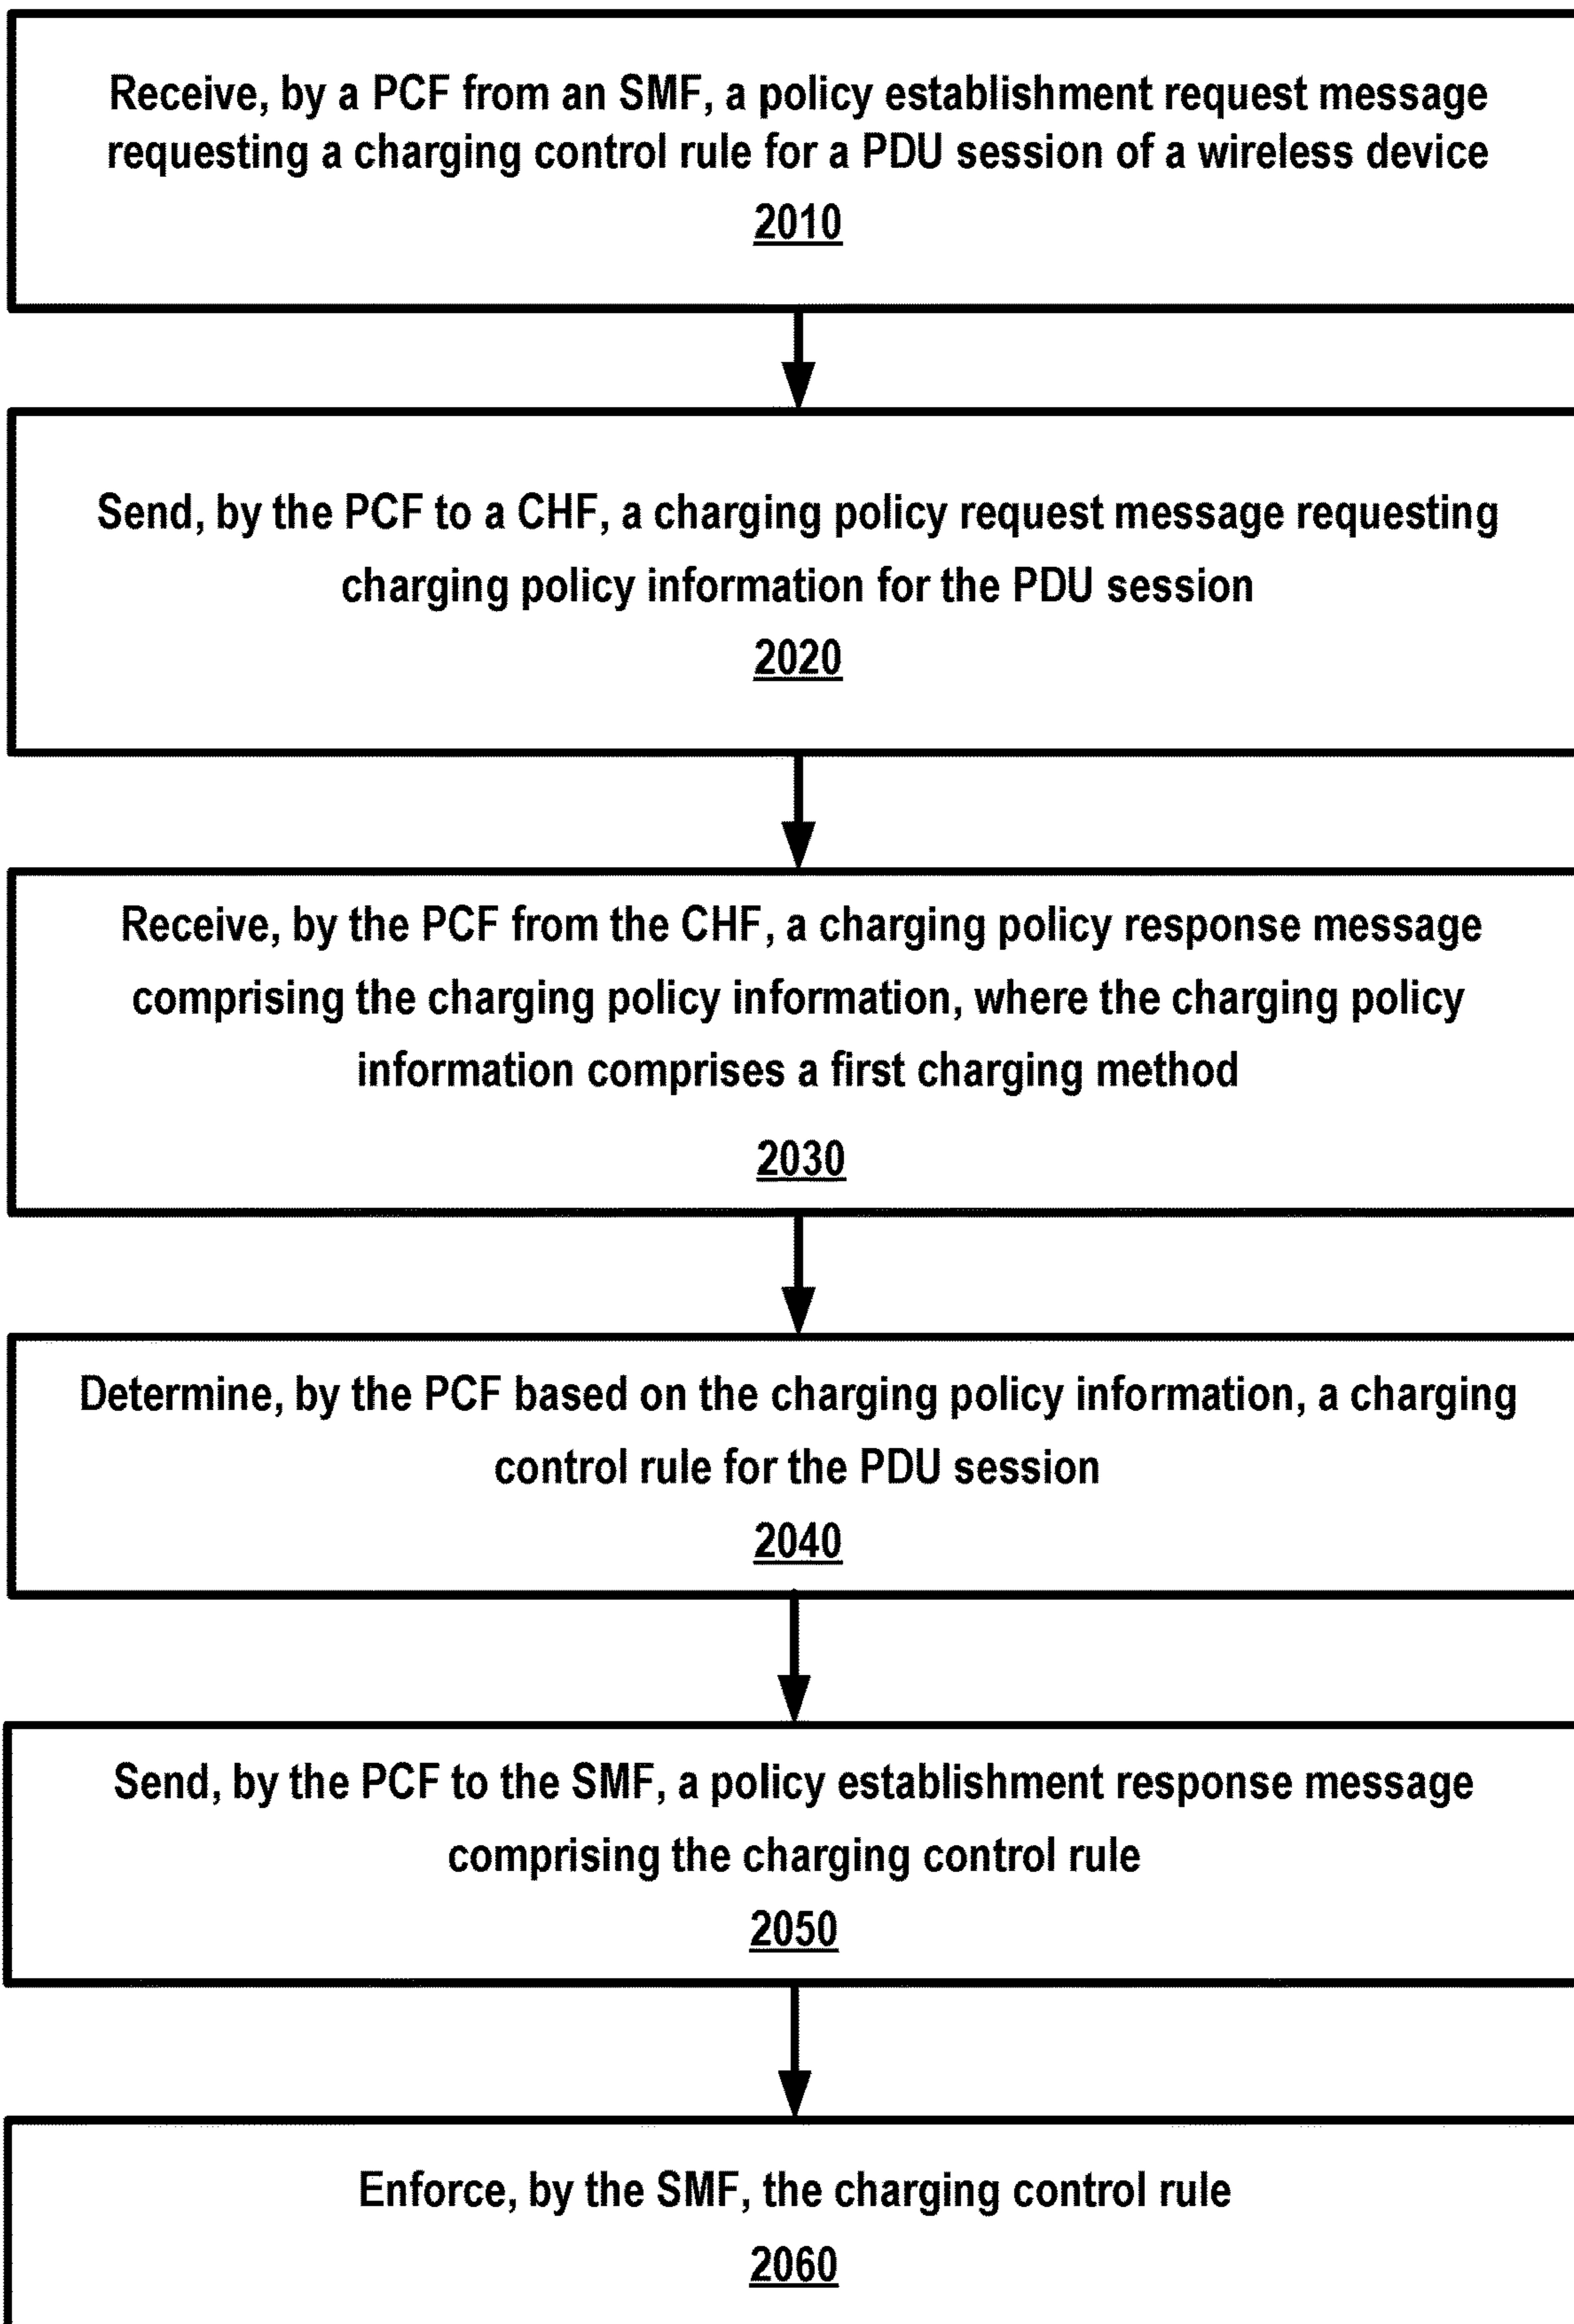 Receive, by a PCF from an SMF, a policy establishment request message
requesting a charging control rule for a PDU session of a wireless device
2010
Send, by the PCF to a CHF, a charging policy request message requesting
charging policy information for the PDU session
2020
Receive, by the PCF from the CHF, a charging policy response message
comprising the charging policy information, where the charging policy
information comprises a first charging method
2030
Determine, by the PCF based on the charging policy information, a charging
control rule for the PDU session
2040
Send, by the PCF to the SMF, a policy establishment response message
comprising the charging control rule
2050
Enforce, by the SMF, the charging control rule
2060